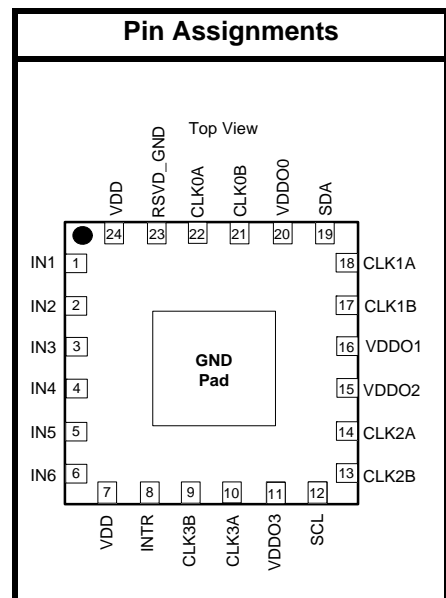 Pin Assignments
Top View
VDD
RSVD_GND
CLK0A
CLK0B
VDDO0
SDA
24
23
22
21
20
19
IN1 1
18 CLK1A
IN2 2
17 CLK1B
IN3 3
16 VDDO1
GND
Pad
IN4 4
15 VDDO2
IN5 5
14 CLK2A
IN6 6
13 CLK2B
7
8
9
10
11
12
VDD
INTR
CLK3B
CLK3A
VDDO3
SCL